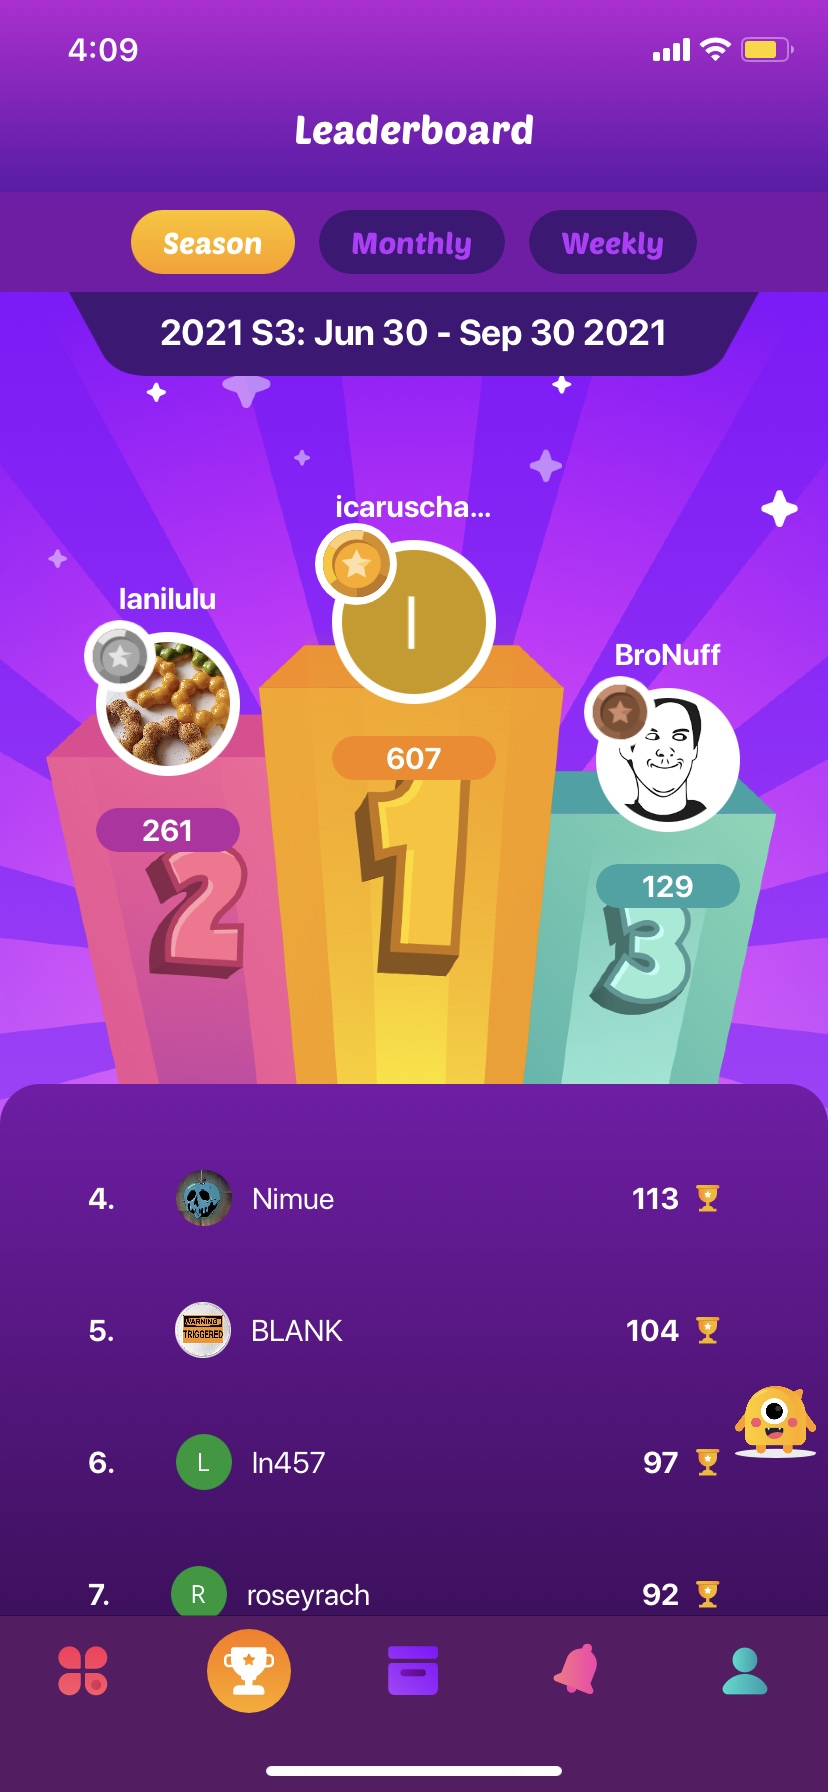 4:09
Leaderboard
Season Monthly Weekly
2021 S3: Jun 30 - Sep 30 2021
icaruscha...
I
lanilulu
BroNuff
607
261
129
1
2
3
4. Nimue 113
5. WARNING TRIGGERED BLANK 104
6. L ln457 97
7. R roseyrach 92